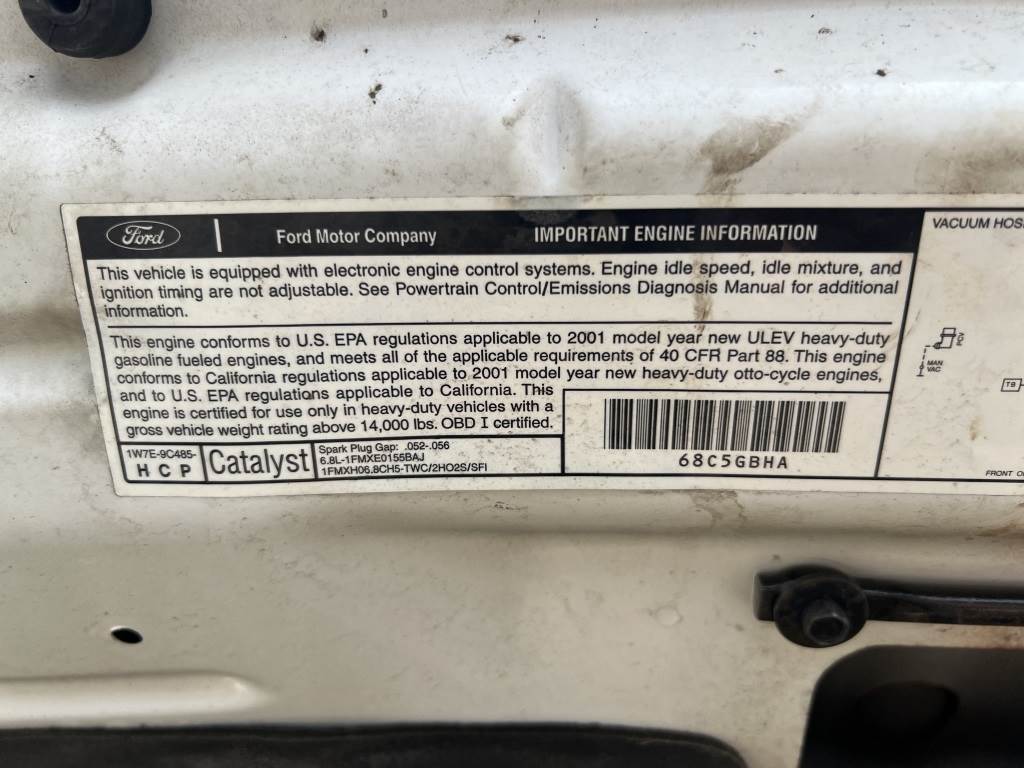 Ford
Ford Motor Company
IMPORTANT ENGINE INFORMATION
This vehicle is equipped with electronic engine control systems. Engine idle speed, idle mixture, and
ignition timing are not adjustable. See Powertrain Control/Emissions Diagnosis Manual for additional
information.
This engine conforms to U.S. EPA regulations applicable to 2001 model year new ULEV heavy-duty
gasoline fueled engines, and meets all of the applicable requirements of 40 CFR Part 88. This engine
conforms to California regulations applicable to 2001 model year new heavy-duty otto-cycle engines,
and to U.S. EPA regulations applicable to California. This
engine is certified for use only in heavy-duty vehicles with a
gross vehicle weight rating above 14,000 lbs. OBD I certified.
1W7E-9C485-
H C P
Catalyst
Spark Plug Gap: .052-.056
6.8L-1FMXE0155BAJ
1FMXH06.8CH5-TWC/2HO2S/SFI
68C5GBHA
VACUUM HOS
PCV
MAN
VAC
TB
FRONT O